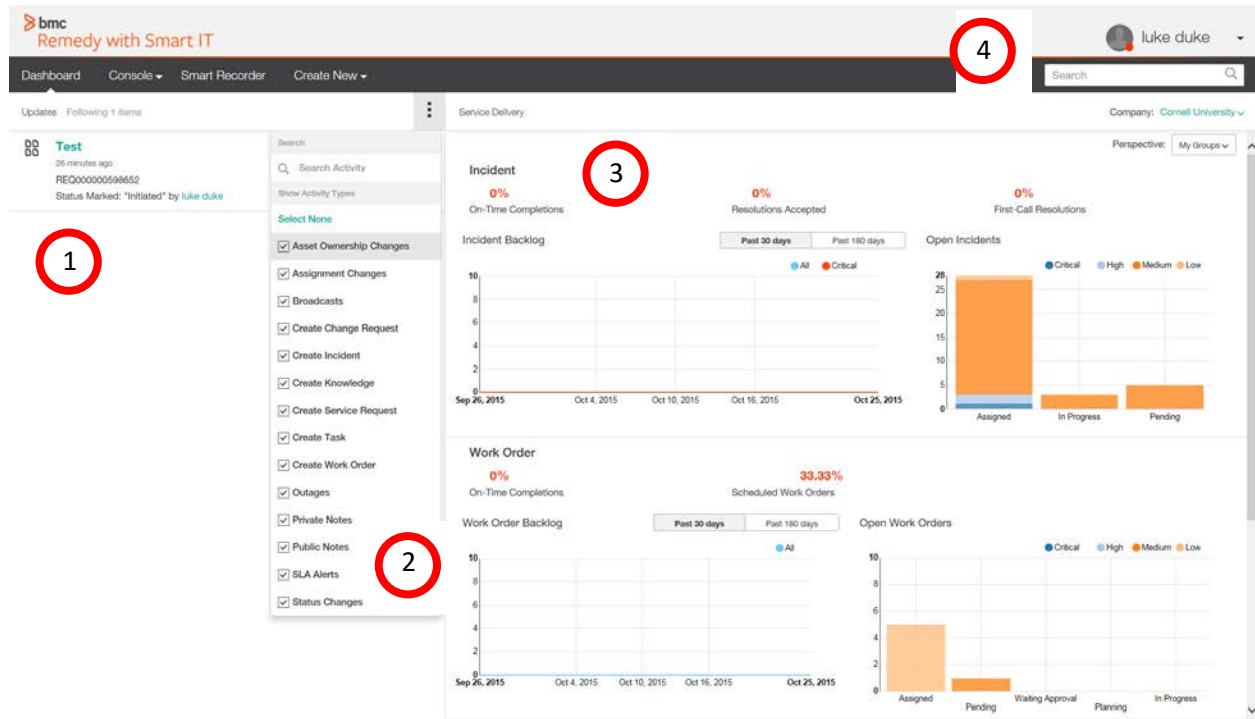 bmc
Remedy with Smart IT
4
luke duke
Dashboard Console Smart Recorder Create New
Search
Updates Following 1 items
Service Delivery
Company: Cornell University
Test
26 minutes ago
REQ000000598652
Status Marked: "Initiated" by luke duke
1
Search
Search Activity
Show Activity Types
Select None
Asset Ownership Changes
Assignment Changes
Broadcasts
Create Change Request
Create Incident
Create Knowledge
Create Service Request
Create Task
Create Work Order
Outages
Private Notes
Public Notes
SLA Alerts
Status Changes
2
Perspective: My Groups
Incident
3
0% 0% 0%
On-Time Completions Resolutions Accepted First-Call Resolutions
Incident Backlog Past 30 days Past 180 days
All Critical
10
8
6
4
2
0
Sep 26, 2015 Oct 4, 2015 Oct 10, 2015 Oct 16, 2015 Oct 25, 2015
Open Incidents
Critical High Medium Low
28
25
20
15
10
5
0
Assigned In Progress Pending
Work Order
0% 33.33%
On-Time Completions Scheduled Work Orders
Work Order Backlog Past 30 days Past 180 days
All
10
8
6
4
2
0
Sep 26, 2015 Oct 4, 2015 Oct 10, 2015 Oct 16, 2015 Oct 25, 2015
Open Work Orders
Critical High Medium Low
10
8
6
4
2
0
Assigned Pending Waiting Approval Planning In Progress